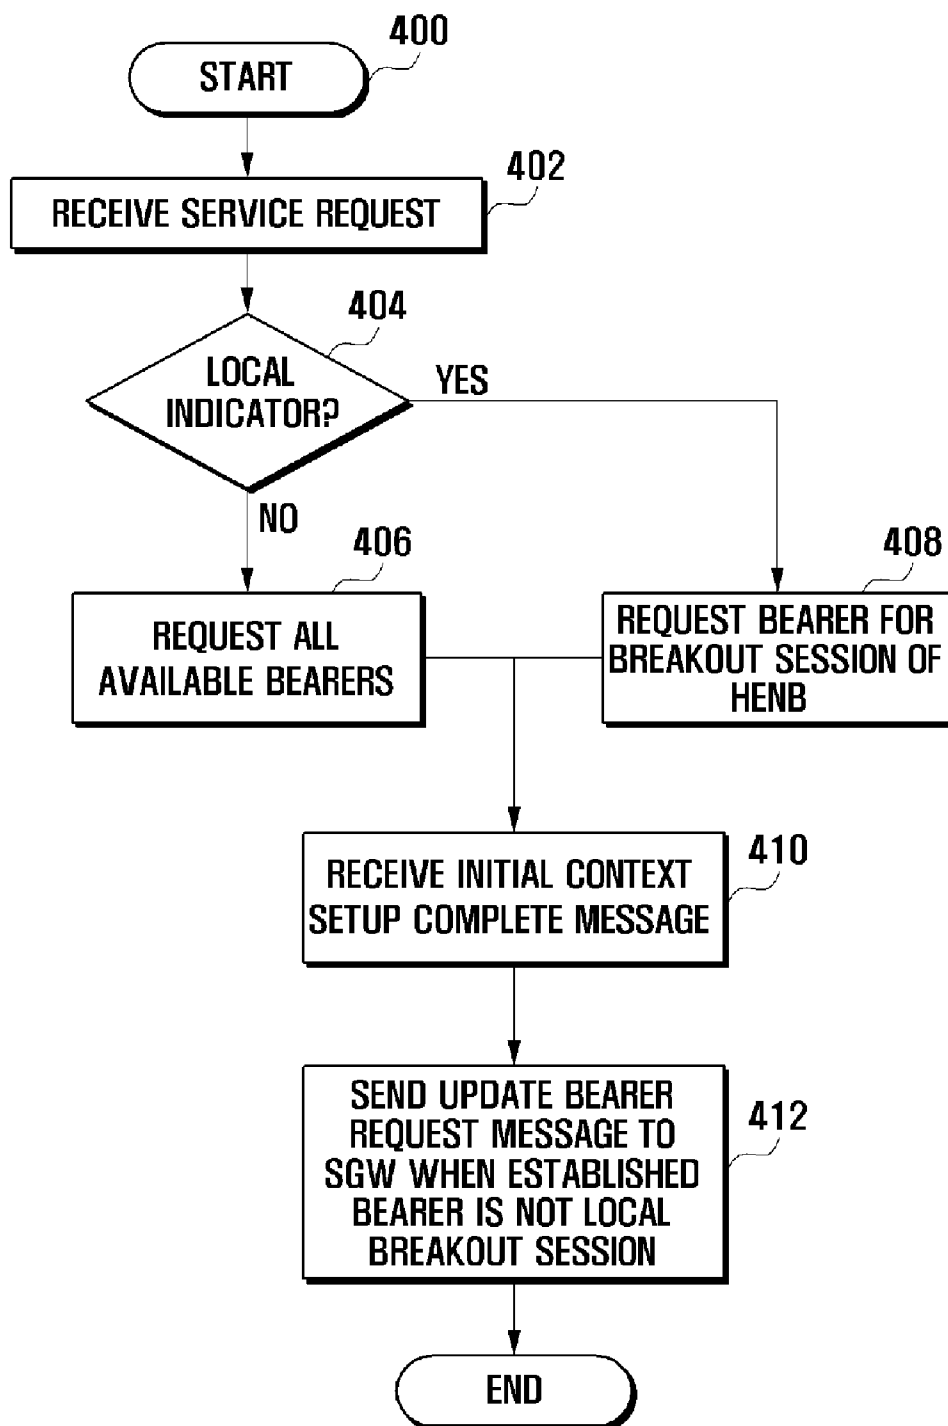 400
START
402
RECEIVE SERVICE REQUEST
404
LOCAL
INDICATOR?
YES
NO
406
408
REQUEST ALL
AVAILABLE BEARERS
REQUEST BEARER FOR
BREAKOUT SESSION OF
HENB
410
RECEIVE INITIAL CONTEXT
SETUP COMPLETE MESSAGE
412
SEND UPDATE BEARER
REQUEST MESSAGE TO
SGW WHEN ESTABLISHED
BEARER IS NOT LOCAL
BREAKOUT SESSION
END